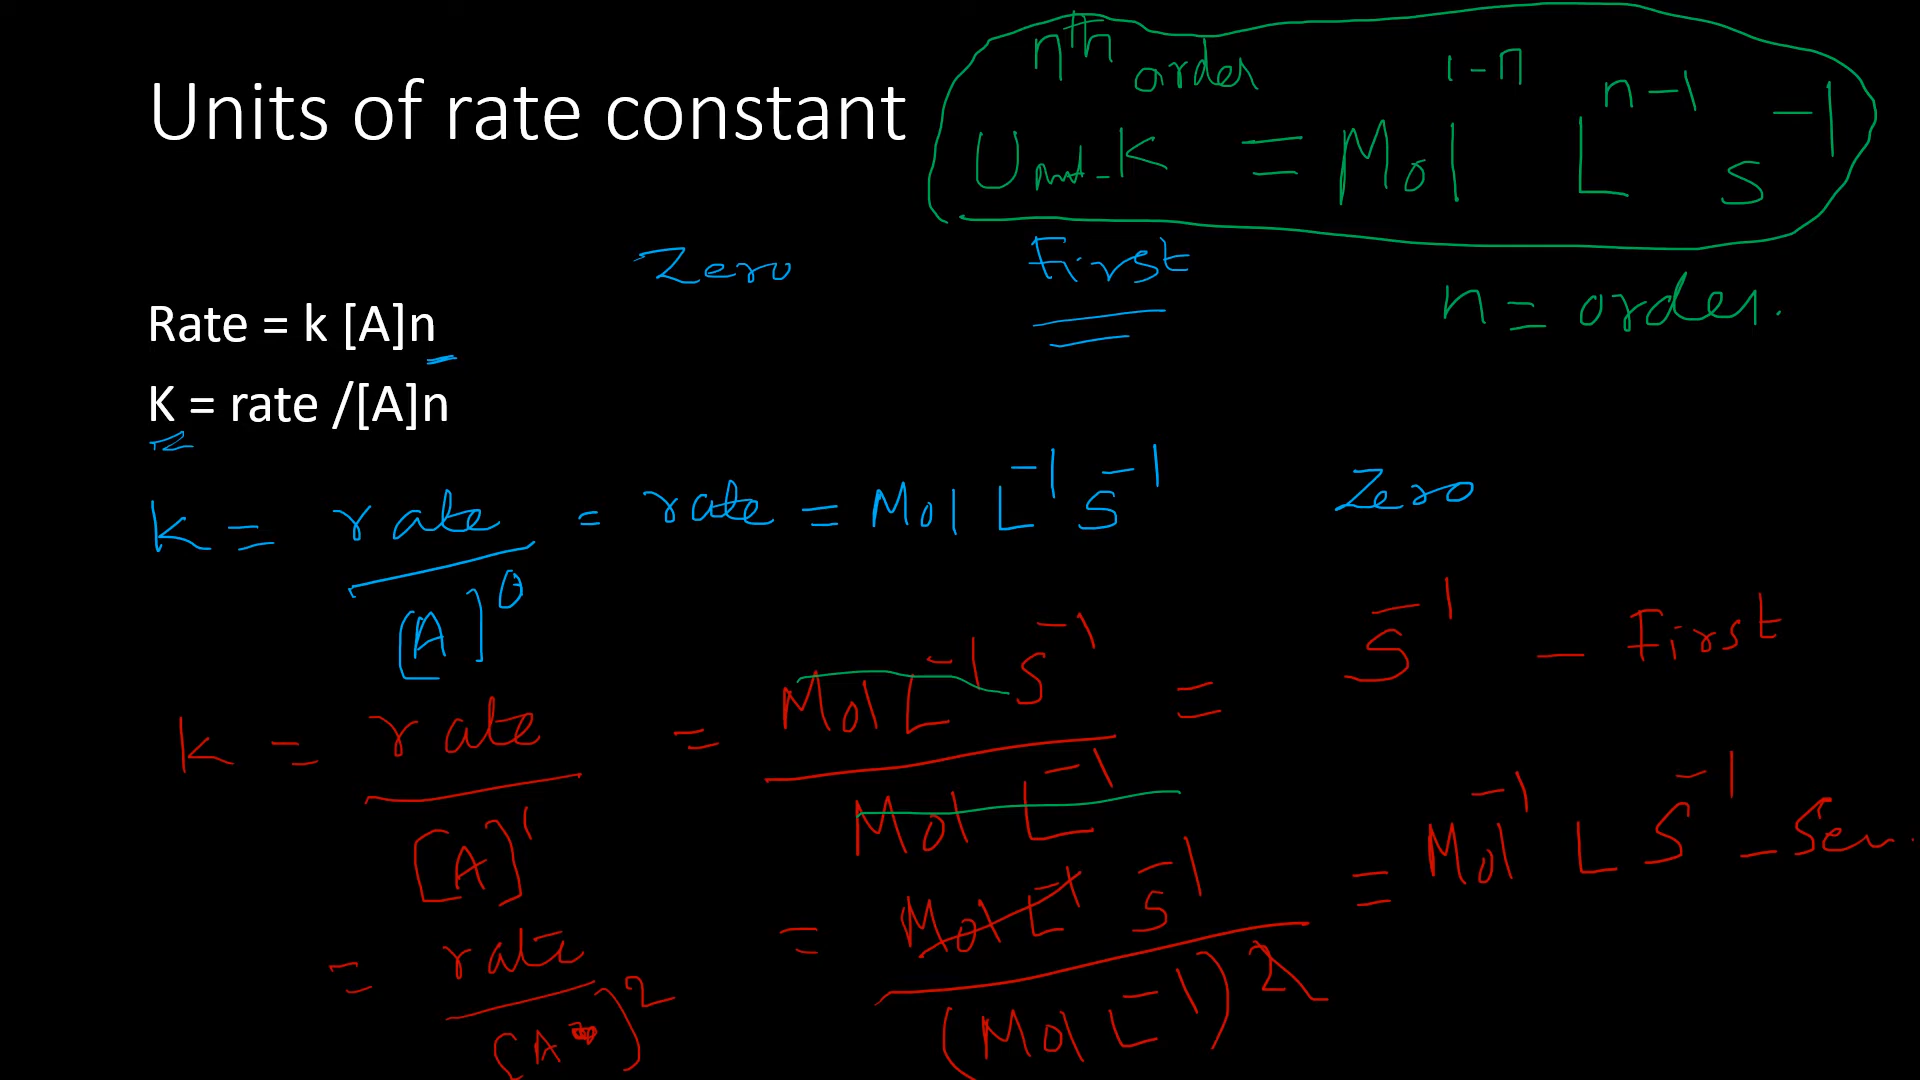 nth order
Units of rate constant
Unit - K = Mol^1-n L^n-1 s^-1
Zero First
n = order.
Rate = k [A]n
K = rate /[A]n
k = rate / [A]^0 = rate = Mol L^-1 S^-1 Zero
k = rate / [A]^1 = Mol L^-1 S^-1 / Mol L^-1 = S^-1 - First
= rate / [A]^2 = Mol L^-1 S^-1 / (Mol L^-1)^2 = Mol^-1 L S^-1 -